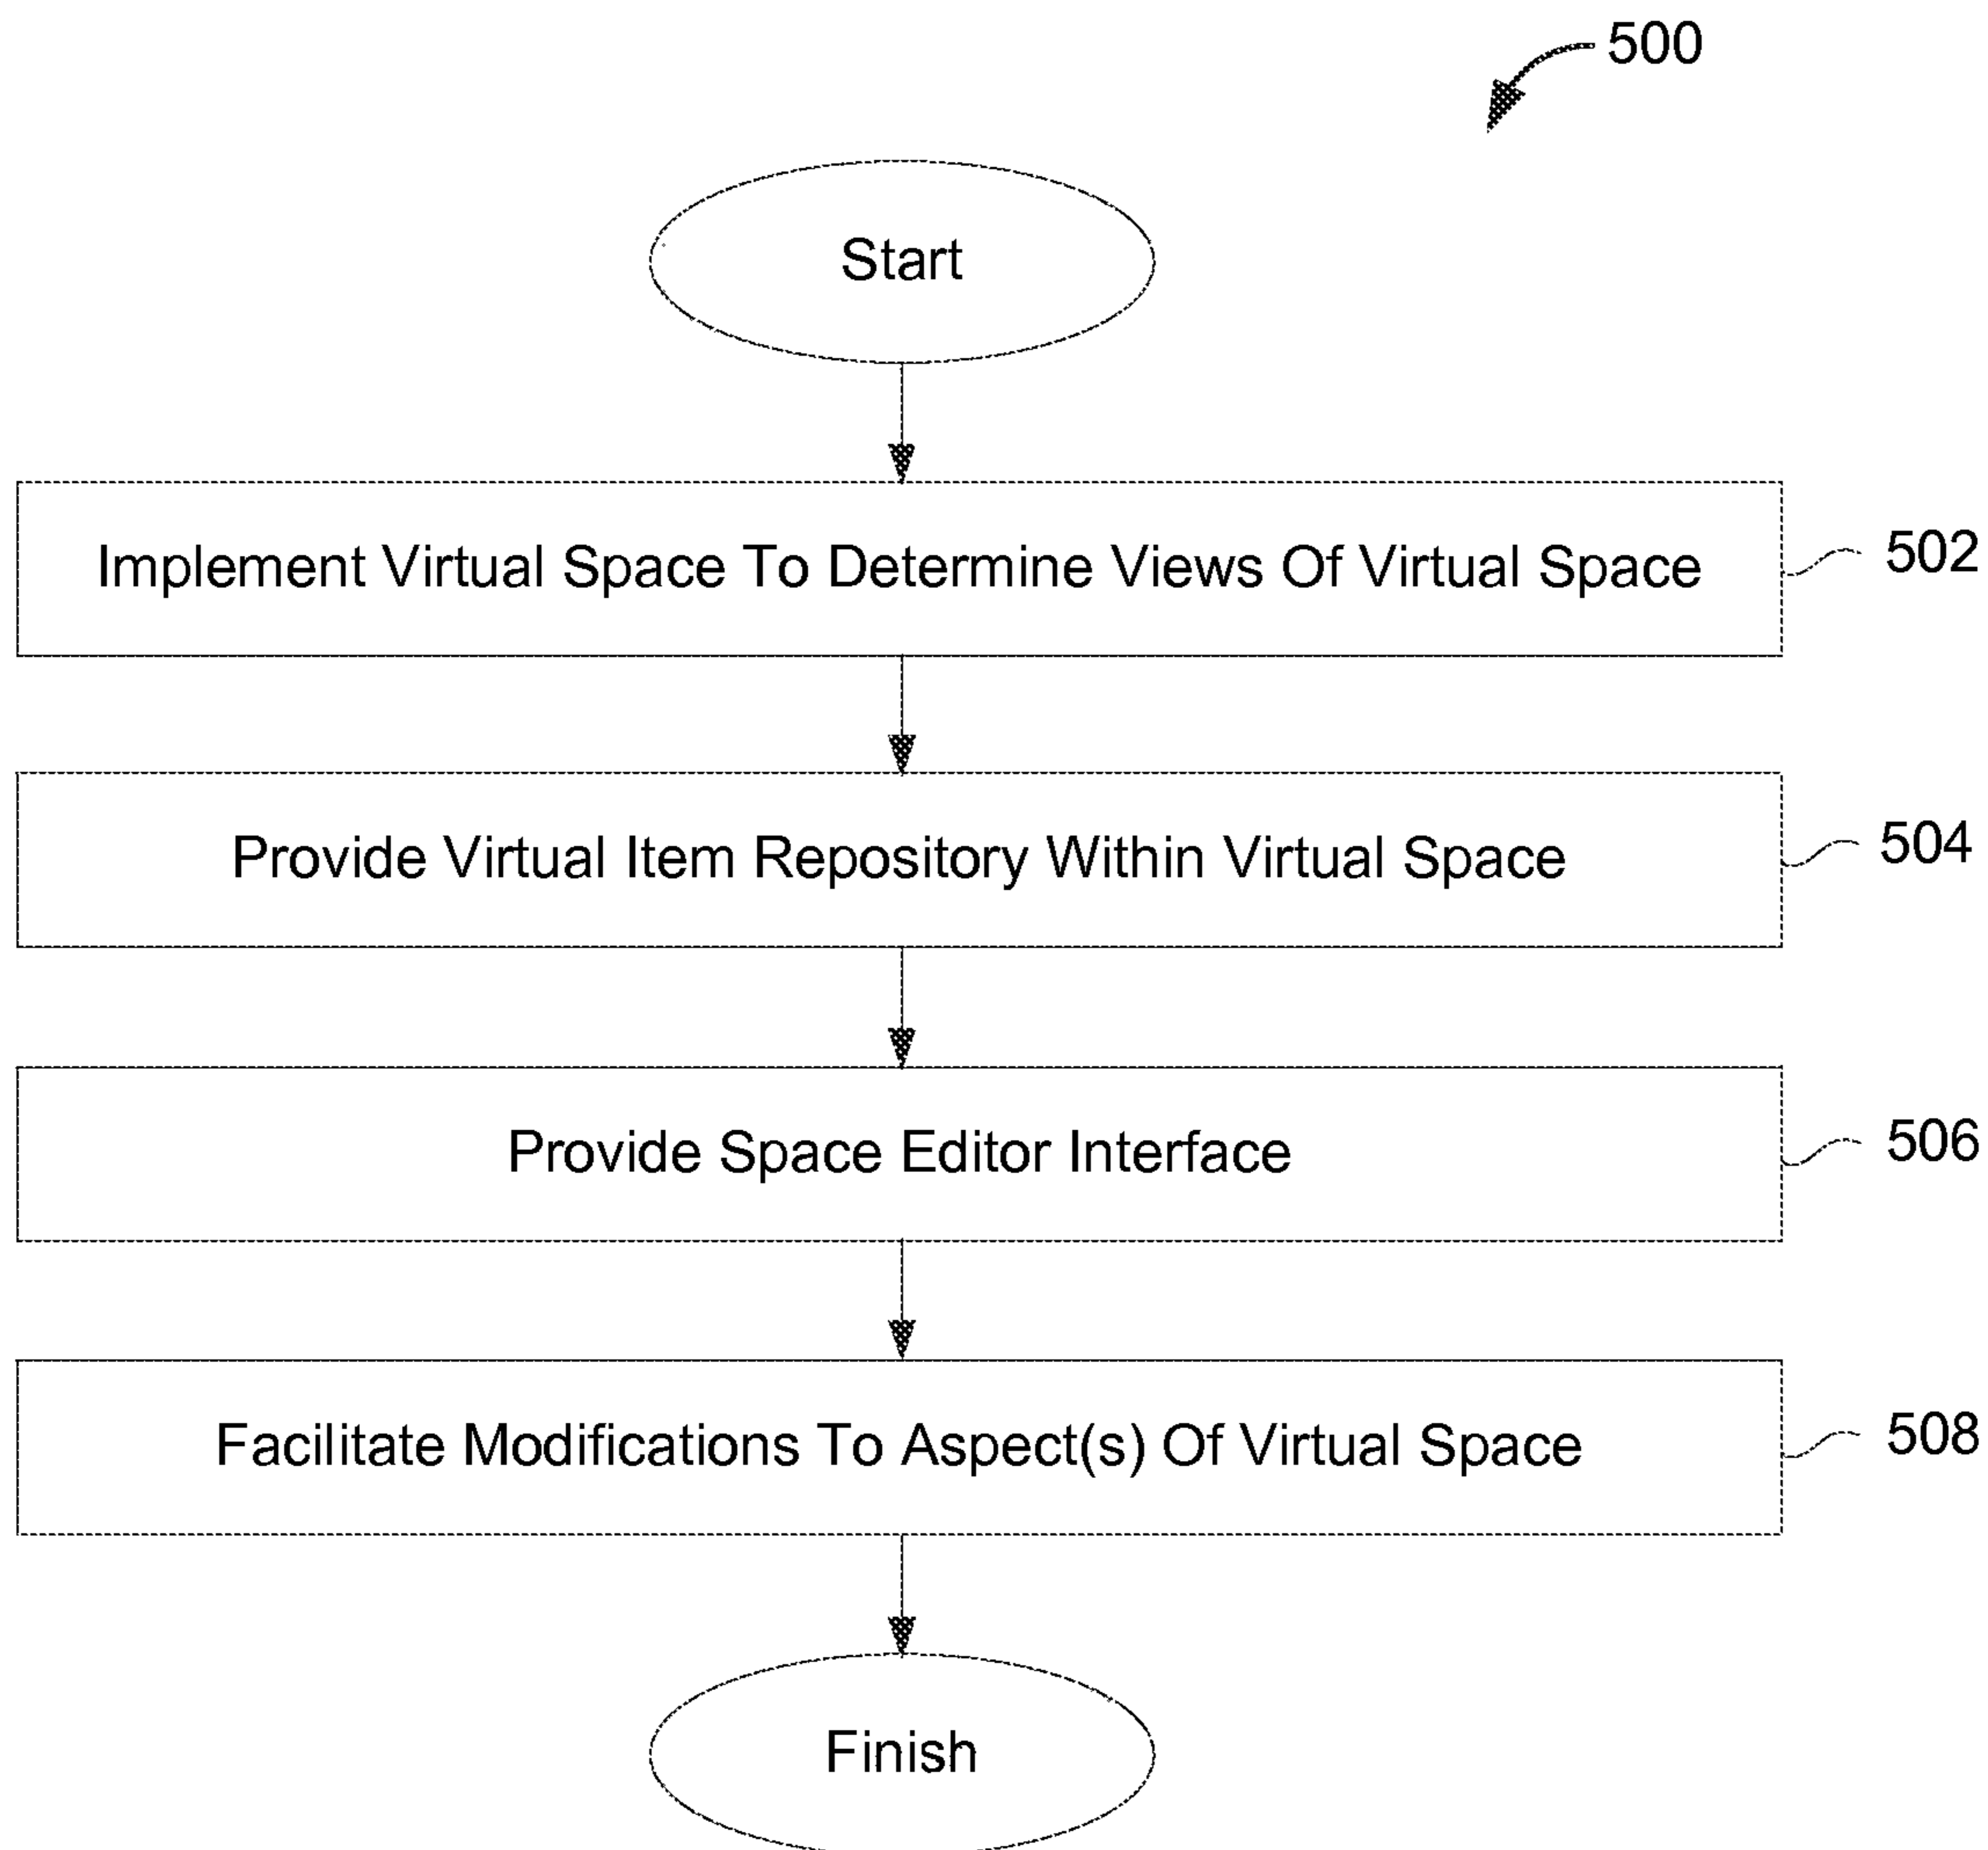 500
Start
Implement Virtual Space To Determine Views Of Virtual Space
502
Provide Virtual Item Repository Within Virtual Space
504
Provide Space Editor Interface
506
Facilitate Modifications To Aspect(s) Of Virtual Space
508
Finish